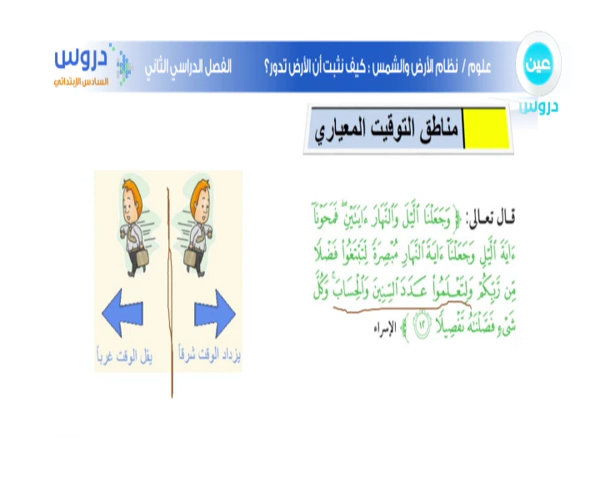 عين
دروس
علوم / نظام الأرض والشمس : كيف نثبت أن الأرض تدور؟
الفصل الدراسي الثاني
دروس
السادس الإبتدائي
مناطق التوقيت المعياري
قال تعالى: ﴿ وَجَعَلْنَا ٱلَّيْلَ وَٱلنَّهَارَ ءَايَتَيْنِ ۖ فَمَحَوْنَآ
ءَايَةَ ٱلَّيْلِ وَجَعَلْنَآ ءَايَةَ ٱلنَّهَارِ مُبْصِرَةً لِّتَبْتَغُوا۟ فَضْلًا
مِّن رَّبِّكُمْ وَلِتَعْلَمُوا۟ عَدَدَ ٱلسِّنِينَ وَٱلْحِسَابَ ۚ وَكُلَّ
شَىْءٍ فَصَّلْنَٰهُ تَفْصِيلًا ١٢ ﴾ الإسراء
يزداد الوقت شرقاً
يقل الوقت غرباً